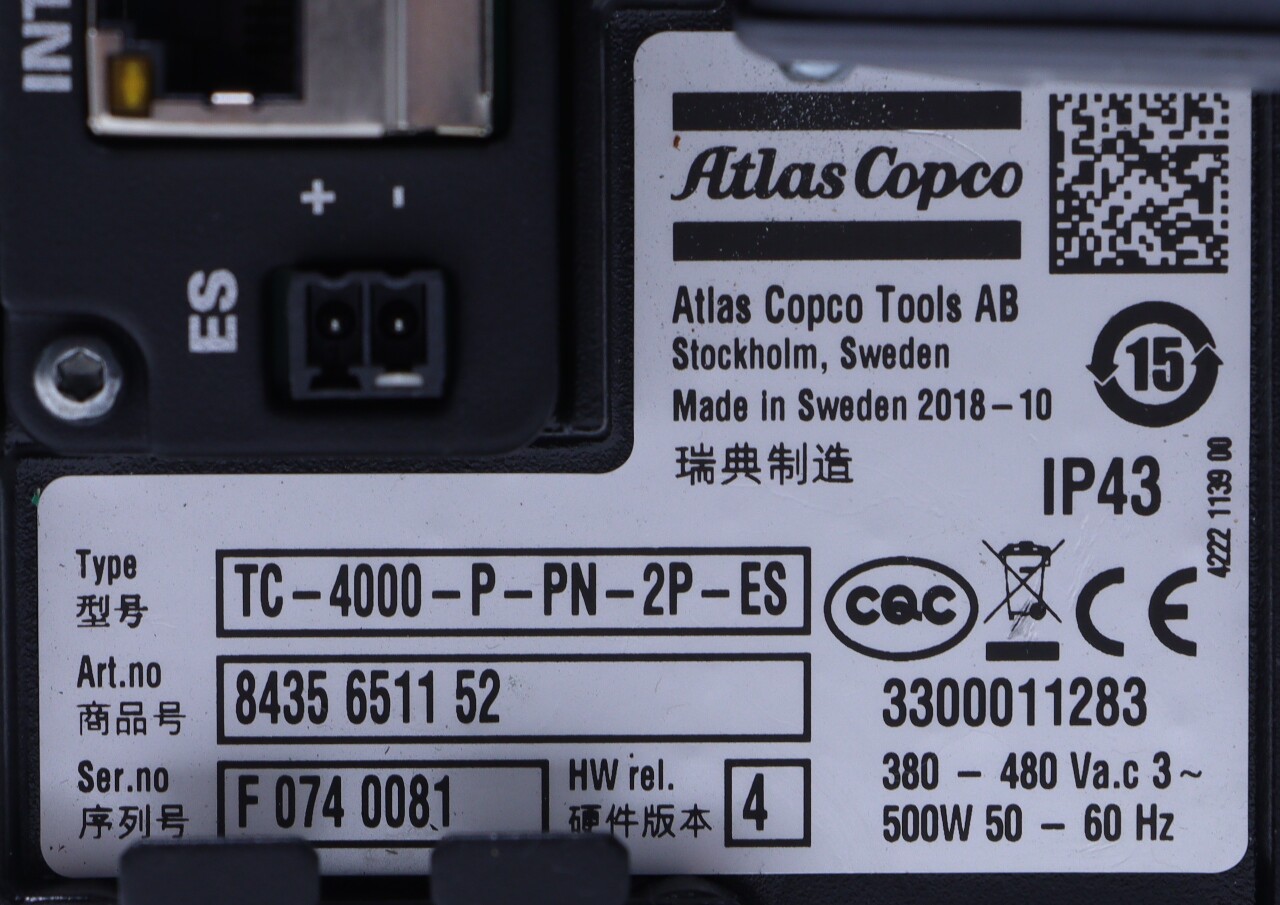 INTL
+ -
ES
Atlas Copco
Atlas Copco Tools AB
Stockholm, Sweden
Made in Sweden 2018-10
瑞典制造
15
IP43
4222 1139 00
Type
型号
TC-4000-P-PN-2P-ES
Art.no
商品号
8435 6511 52
Ser.no
序列号
F 074 0081
HW rel.
硬件版本
4
CQC
CE
3300011283
380 - 480 Va.c 3~
500W 50 - 60 Hz